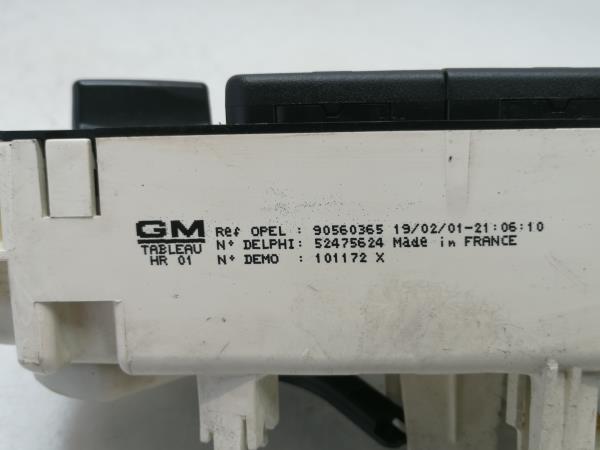 GM Ref OPEL : 90560365 19/02/01-21:06:10
TABLEAU N° DELPHI: 52475624 Made in FRANCE
HR 01 N° DEMO : 101172 X